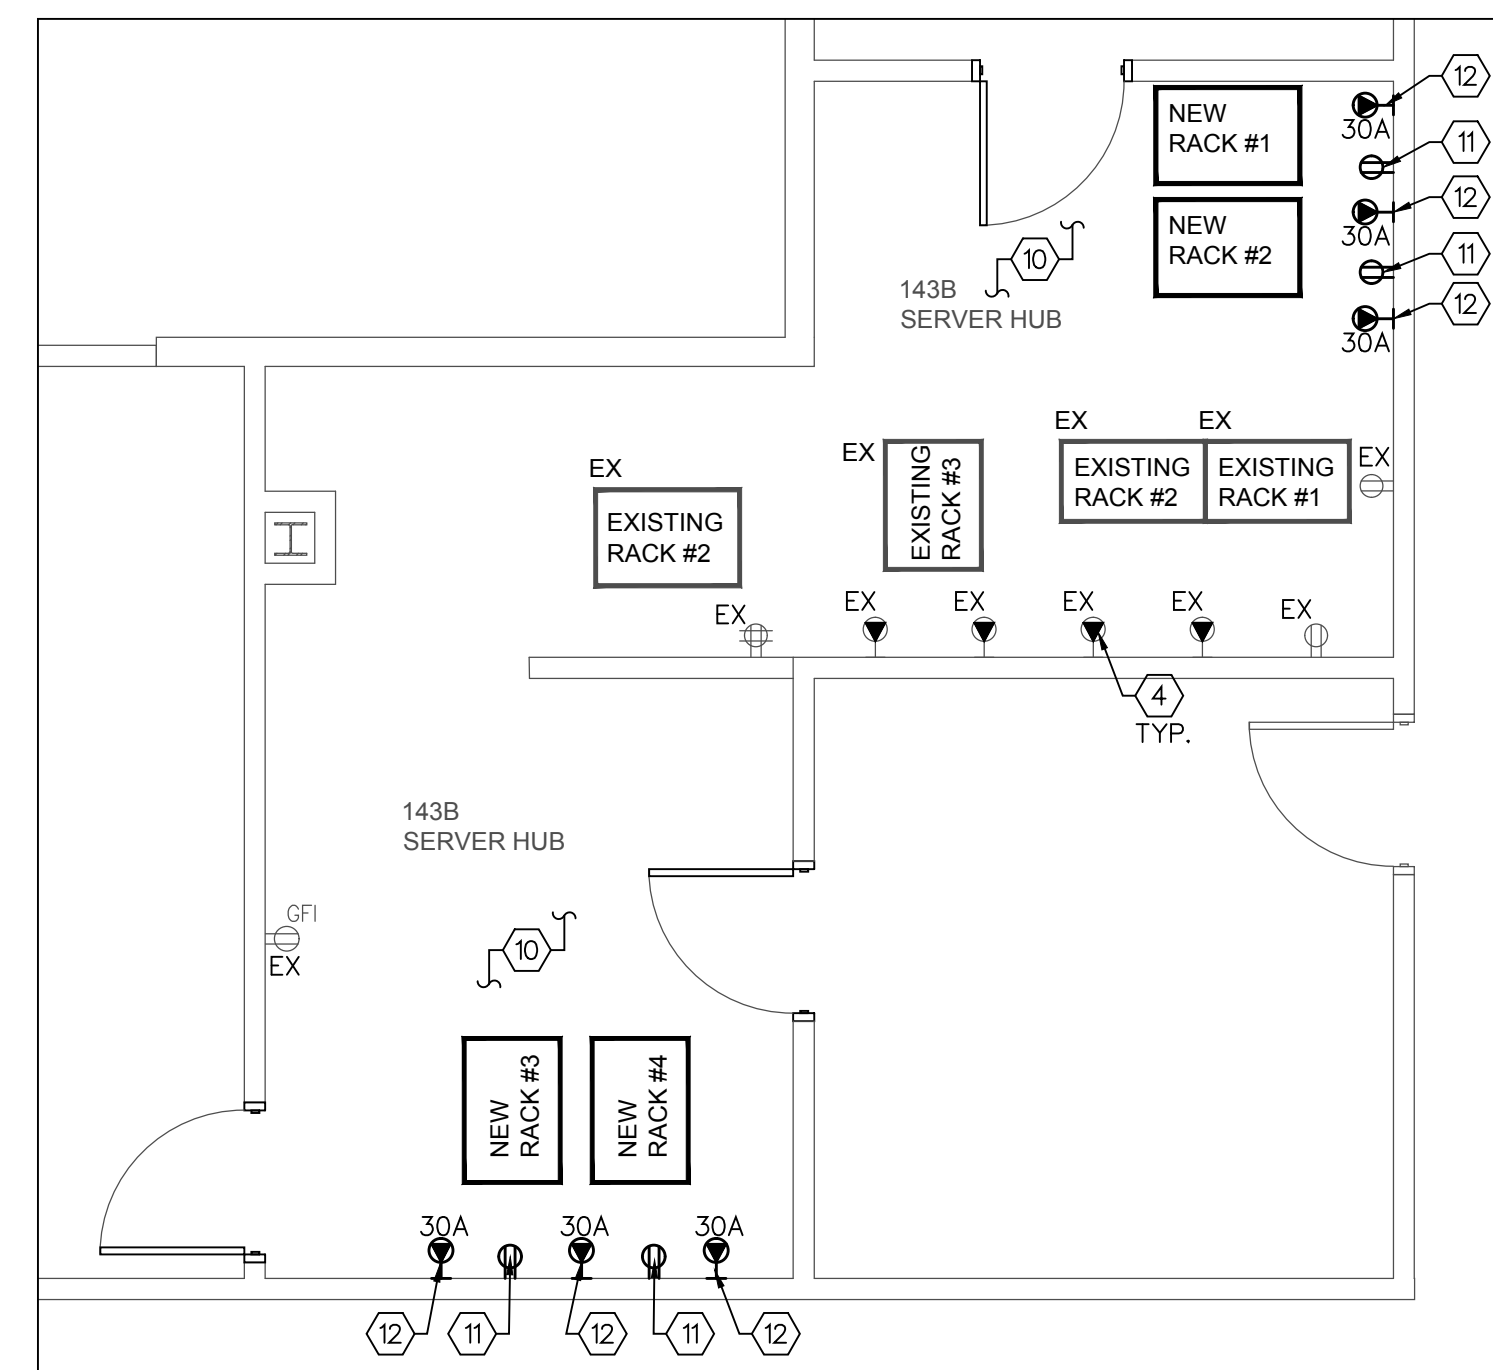 12
NEW
RACK #1
30A
11
NEW
RACK #2
12
30A
10
11
143B
SERVER HUB
12
30A
EX
EX
EX
EX
EX
EXISTING
RACK #2
EXISTING
RACK #3
EXISTING
RACK #2
EXISTING
RACK #1
EX
EX
EX
EX
EX
EX
4
TYP.
143B
SERVER HUB
GFI
EX
10
NEW
RACK #3
NEW
RACK #4
30A
30A
30A
12
11
12
11
12